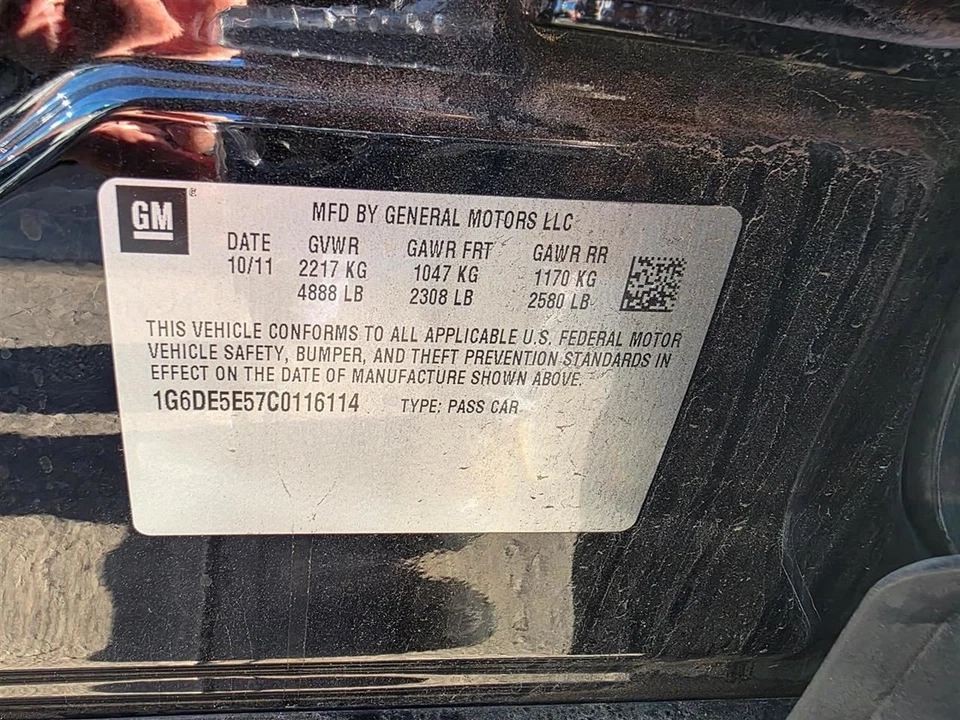 GM
MFD BY GENERAL MOTORS LLC
DATE GVWR GAWR FRT GAWR RR
10/11 2217 KG 1047 KG 1170 KG
4888 LB 2308 LB 2580 LB
THIS VEHICLE CONFORMS TO ALL APPLICABLE U.S. FEDERAL MOTOR
VEHICLE SAFETY, BUMPER, AND THEFT PREVENTION STANDARDS IN
EFFECT ON THE DATE OF MANUFACTURE SHOWN ABOVE.
1G6DE5E57C0116114 TYPE: PASS CAR